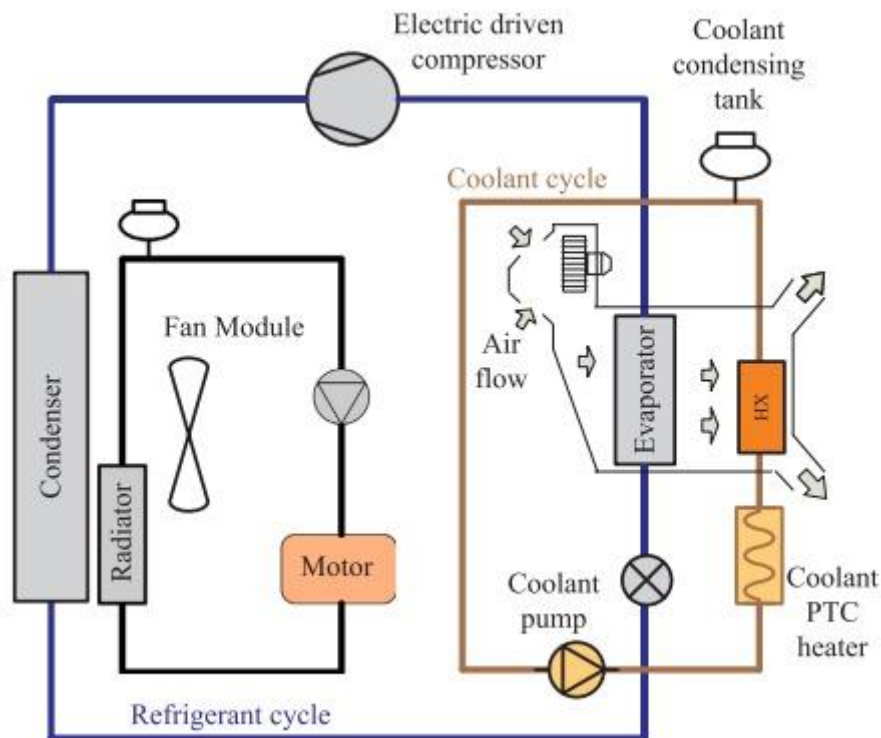 Electric driven
compressor
Coolant
condensing
tank
Coolant cycle
Fan Module
Air
flow
Condenser
Radiator
Motor
Evaporator
HX
Coolant
pump
Coolant
PTC
heater
Refrigerant cycle